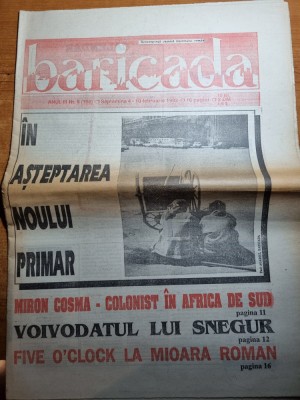 baricada
ÎN
AȘTEPTAREA
NOULUI
PRIMAR
MIRON COSMA - COLONIST ÎN AFRICA DE SUD
pagina 11
VOIVODATUL LUI SNEGUR
pagina 12
FIVE O'CLOCK LA MIOARA ROMAN
pagina 16